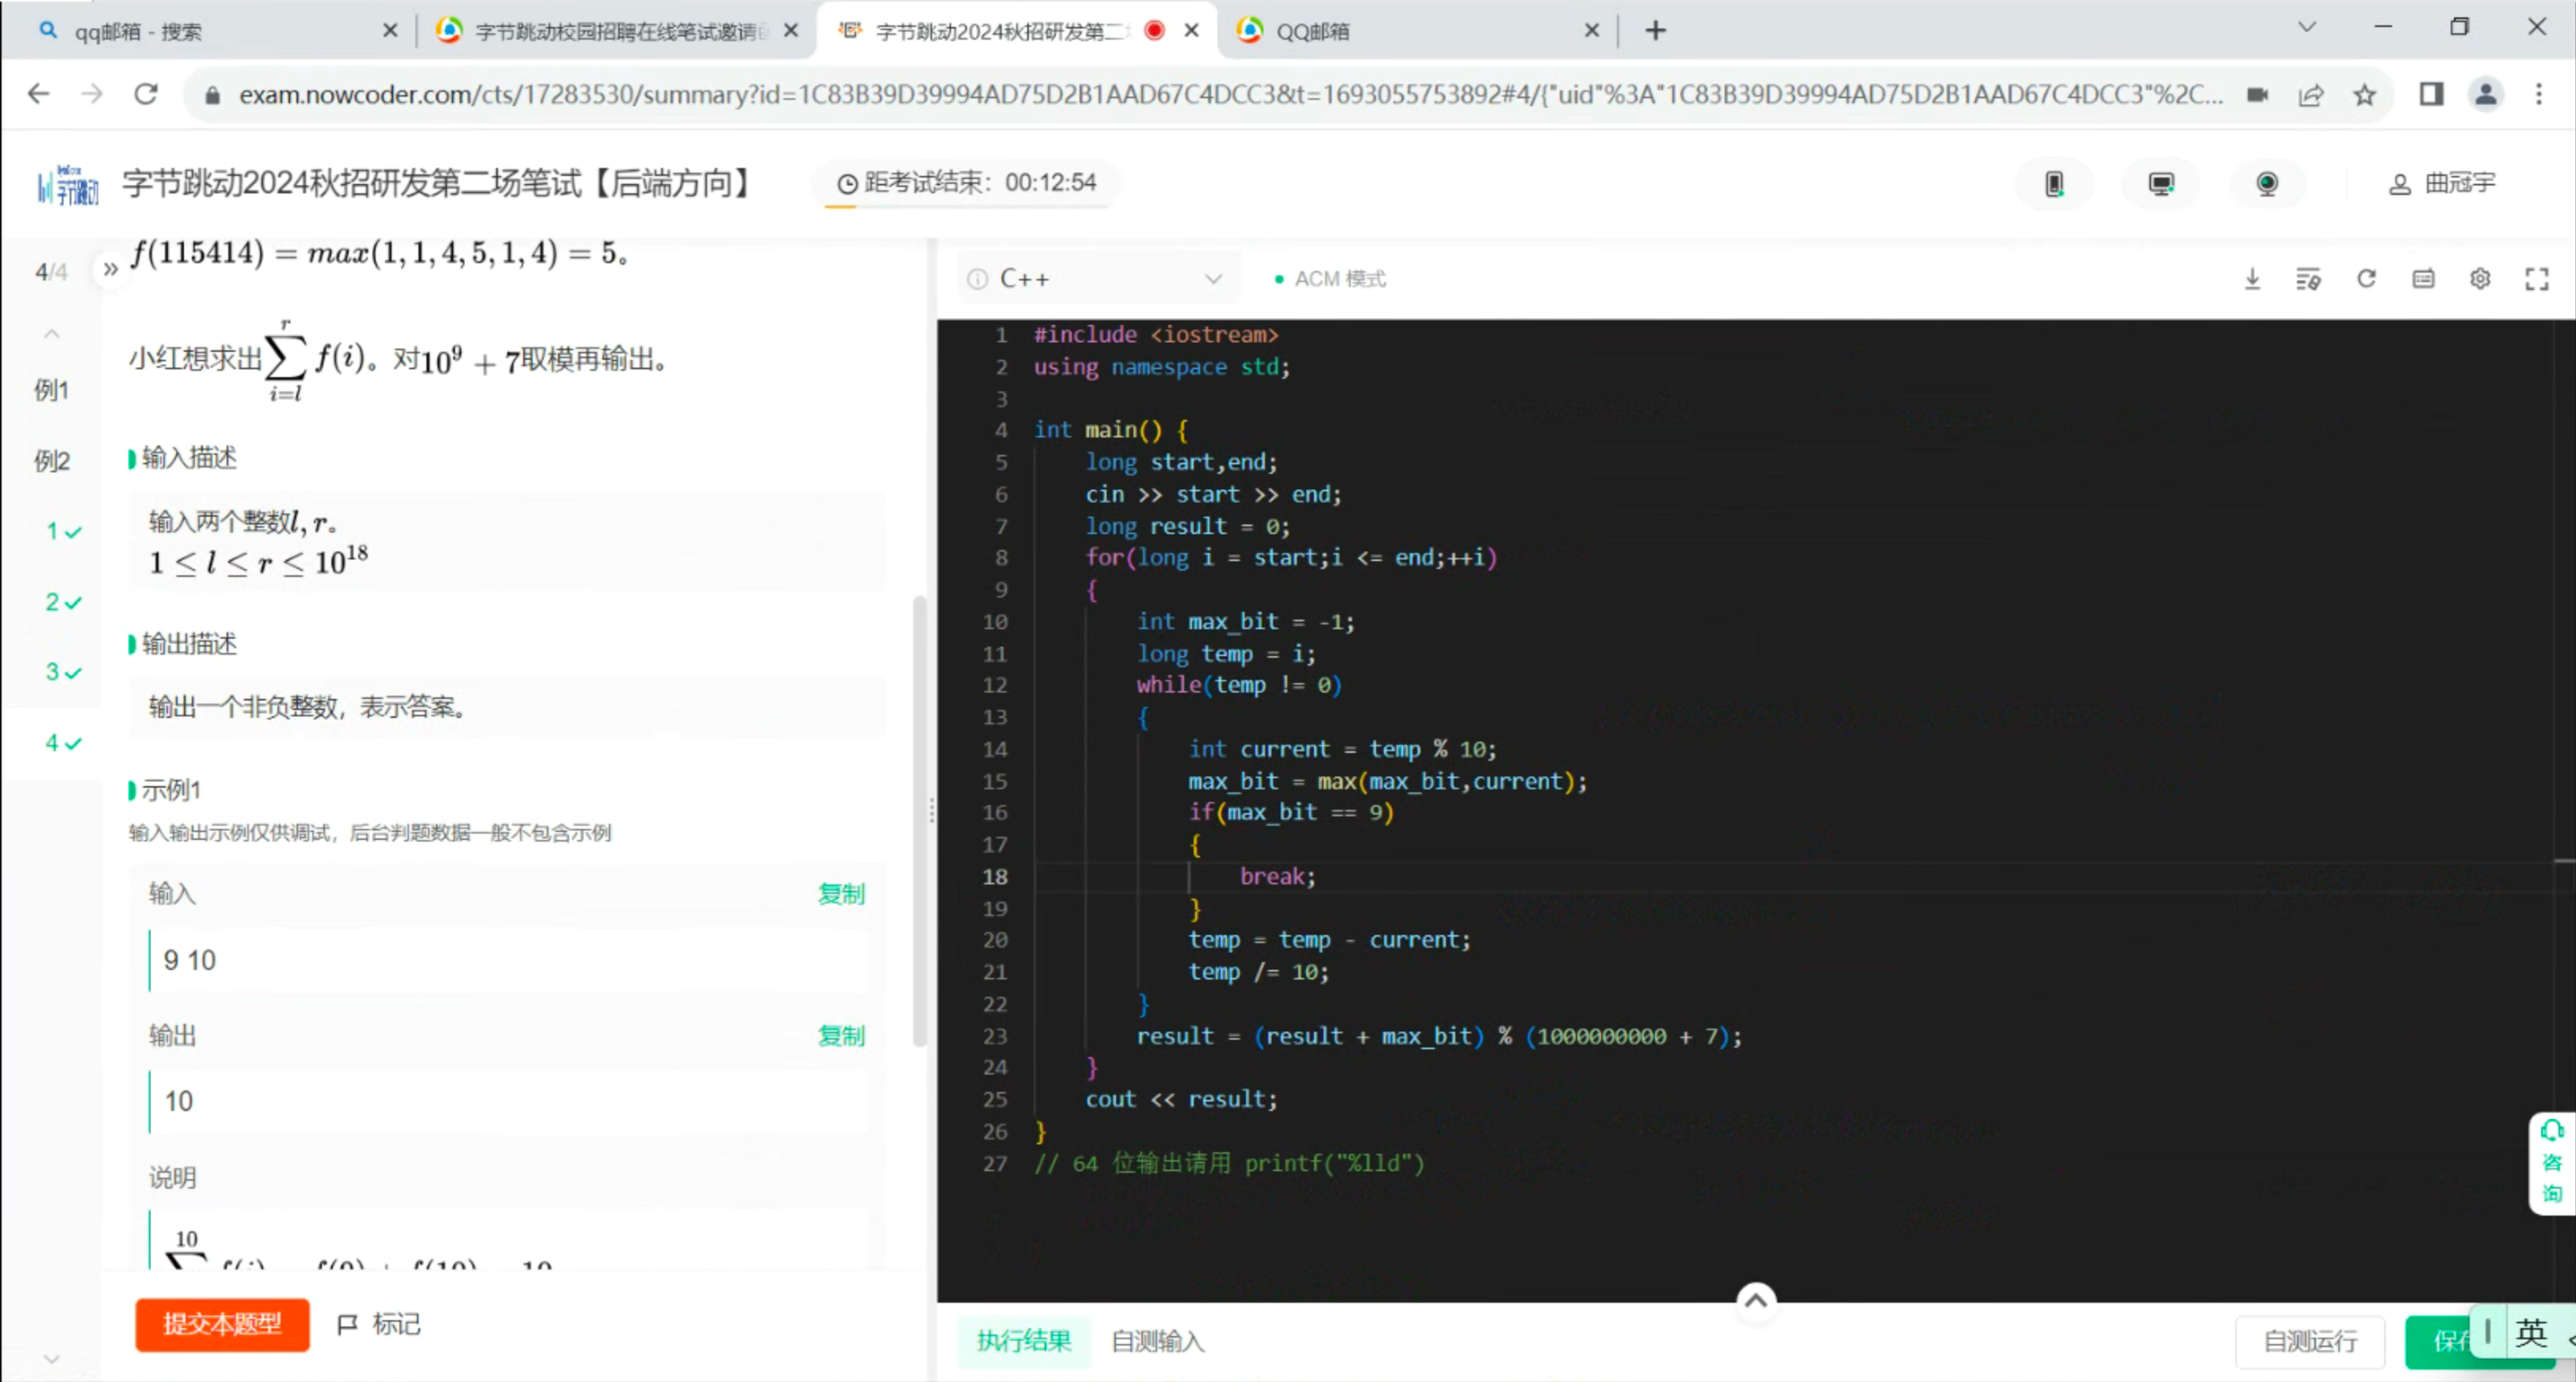 qq邮箱 - 搜索
字节跳动校园招聘在线笔试邀请
字节跳动2024秋招研发第二
QQ邮箱
exam.nowcoder.com/cts/17283530/summary?id=1C83B39D39994AD75D2B1AAD67C4DCC3&t=1693055753892#4/{"uid"%3A"1C83B39D39994AD75D2B1AAD67C4DCC3"%2C...
字节跳动
字节跳动2024秋招研发第二场笔试【后端方向】
距考试结束：00:12:54
曲冠宇
4/4
例1
例2
1
2
3
4
f(115414) = max(1, 1, 4, 5, 1, 4) = 5。
小红想求出∑_{i=l}^{r} f(i)。对10⁹ + 7取模再输出。
输入描述
输入两个整数l, r。
1 ≤ l ≤ r ≤ 10¹⁸
输出描述
输出一个非负整数，表示答案。
示例1
输入输出示例仅供调试，后台判题数据一般不包含示例
输入
复制
9 10
输出
复制
10
说明
10
提交本题型
标记
C++
ACM 模式
1 #include <iostream>
2 using namespace std;
3
4 int main() {
5     long start,end;
6     cin >> start >> end;
7     long result = 0;
8     for(long i = start;i <= end;++i)
9     {
10         int max_bit = -1;
11         long temp = i;
12         while(temp != 0)
13         {
14             int current = temp % 10;
15             max_bit = max(max_bit,current);
16             if(max_bit == 9)
17             {
18                 break;
19             }
20             temp = temp - current;
21             temp /= 10;
22         }
23         result = (result + max_bit) % (1000000000 + 7);
24     }
25     cout << result;
26 }
27 // 64 位输出请用 printf("%lld")
咨
询
执行结果
自测输入
自测运行
保存
英